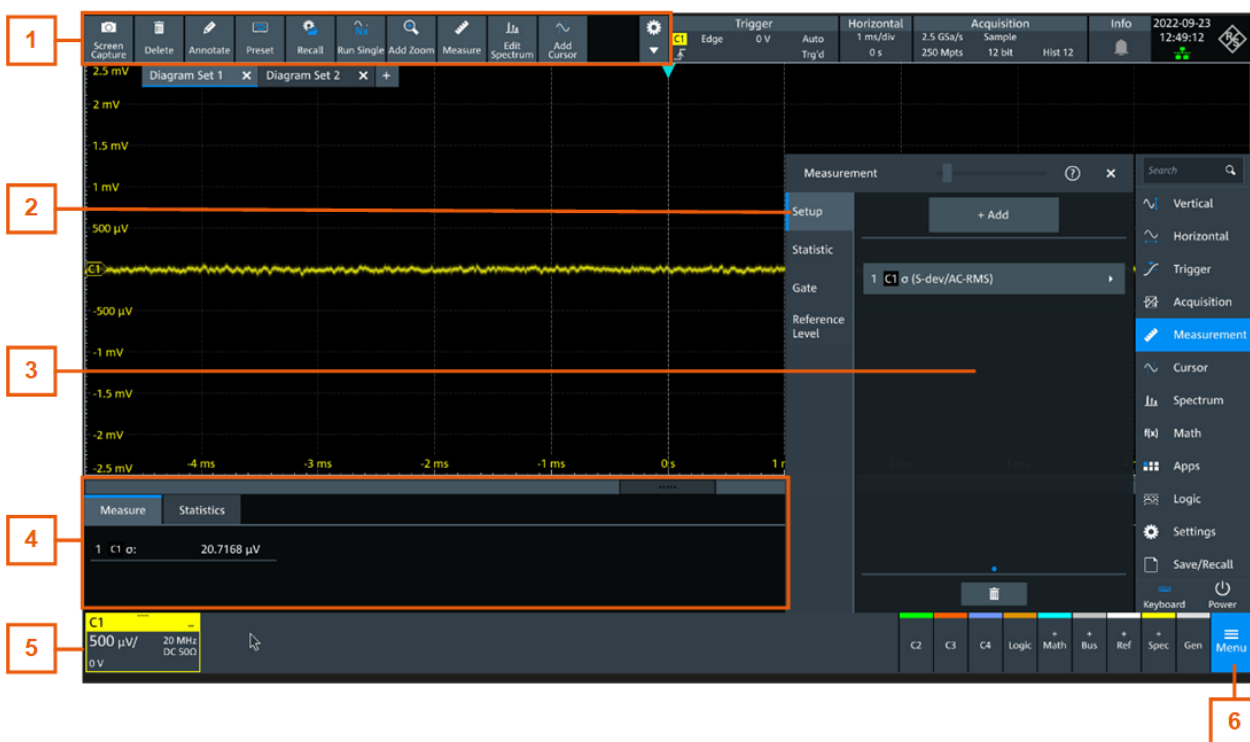 1
Screen Capture
Delete
Annotate
Preset
Recall
Nx
Run Single
Add Zoom
Measure
Edit Spectrum
Add Cursor
Trigger
C1 Edge 0 V Auto
Trg'd
Horizontal
1 ms/div
0 s
Acquisition
2.5 GSa/s Sample
250 Mpts 12 bit Hist 12
Info
2022-09-23
12:49:12
R&S
Diagram Set 1
Diagram Set 2
+
2.5 mV
2 mV
1.5 mV
1 mV
500 µV
C1
-500 µV
-1 mV
-1.5 mV
-2 mV
-2.5 mV
-4 ms
-3 ms
-2 ms
-1 ms
0 s
2
3
Measurement
?
Setup
Statistic
Gate
Reference
Level
+ Add
1 C1 σ (S-dev/AC-RMS)
Search
Vertical
Horizontal
Trigger
Acquisition
Measurement
Cursor
Spectrum
f(x) Math
Apps
Logic
Settings
Save/Recall
Keyboard
Power
4
Measure
Statistics
1 C1 σ: 20.7168 µV
5
C1
500 µV/ 20 MHz
DC 50Ω
0 V
C2
C3
C4
Logic
+ Math
+ Bus
+ Ref
+ Spec
Gen
Menu
6